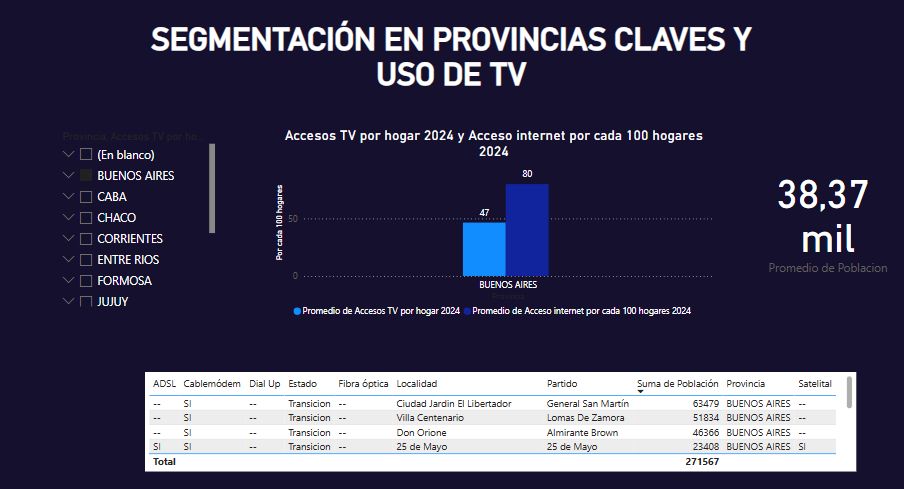 SEGMENTACIÓN EN PROVINCIAS CLAVES Y
USO DE TV
Provincia, Accesos TV por ho...
(En blanco)
BUENOS AIRES
CABA
CHACO
CORRIENTES
ENTRE RIOS
FORMOSA
JUJUY
Accesos TV por hogar 2024 y Acceso internet por cada 100 hogares
2024
Por cada 100 hogares
50
0
47
80
BUENOS AIRES
Provincia
Promedio de Accesos TV por hogar 2024 Promedio de Acceso internet por cada 100 hogares 2024
38,37
mil
Promedio de Poblacion
ADSL Cablemódem Dial Up Estado Fibra óptica Localidad Partido Suma de Población Provincia Satelital
-- SI -- Transicion -- Ciudad Jardin El Libertador General San Martín 63479 BUENOS AIRES --
-- SI -- Transicion -- Villa Centenario Lomas De Zamora 51834 BUENOS AIRES --
-- SI -- Transicion -- Don Orione Almirante Brown 46366 BUENOS AIRES --
SI SI -- Transicion -- 25 de Mayo 25 de Mayo 23408 BUENOS AIRES SI
Total 271567